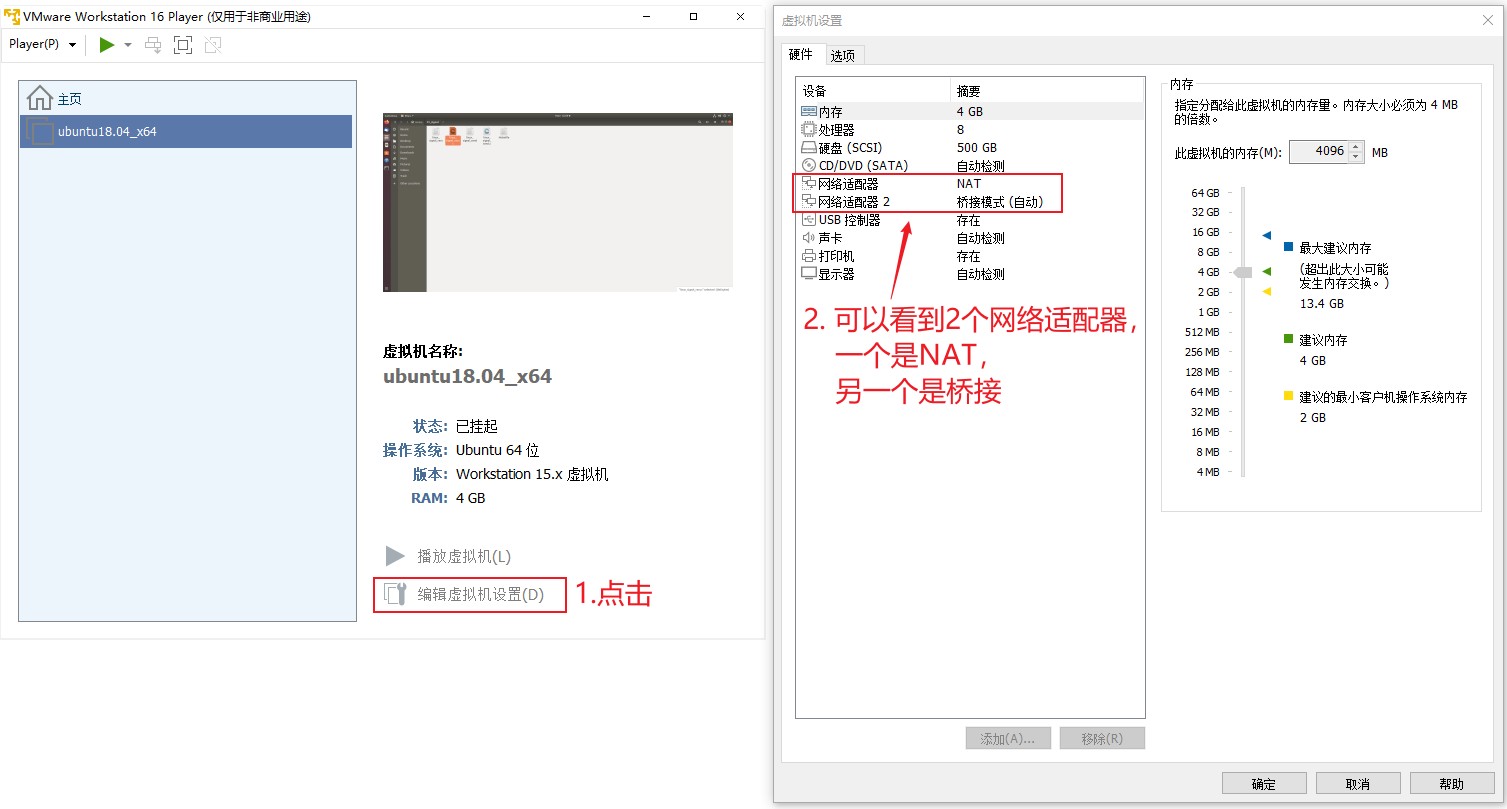 VMware Workstation 16 Player (仅用于非商业用途)
Player(P)
主页
ubuntu18.04_x64
虚拟机名称:
ubuntu18.04_x64
状态: 已挂起
操作系统: Ubuntu 64 位
版本: Workstation 15.x 虚拟机
RAM: 4 GB
播放虚拟机(L)
编辑虚拟机设置(D)
1.点击
虚拟机设置
硬件 选项
设备 摘要
内存 4 GB
处理器 8
硬盘 (SCSI) 500 GB
CD/DVD (SATA) 自动检测
网络适配器 NAT
网络适配器 2 桥接模式 (自动)
USB 控制器 存在
声卡 自动检测
打印机 存在
显示器 自动检测
2. 可以看到2个网络适配器,
一个是NAT,
另一个是桥接
添加(A)... 移除(R)
内存
指定分配给此虚拟机的内存量。内存大小必须为 4 MB
的倍数。
此虚拟机的内存(M): 4096 MB
64 GB
32 GB
16 GB
8 GB
4 GB
2 GB
1 GB
512 MB
256 MB
128 MB
64 MB
32 MB
16 MB
8 MB
4 MB
最大建议内存
(超出此大小可能
发生内存交换。)
13.4 GB
建议内存
4 GB
建议的最小客户机操作系统内存
2 GB
确定 取消 帮助